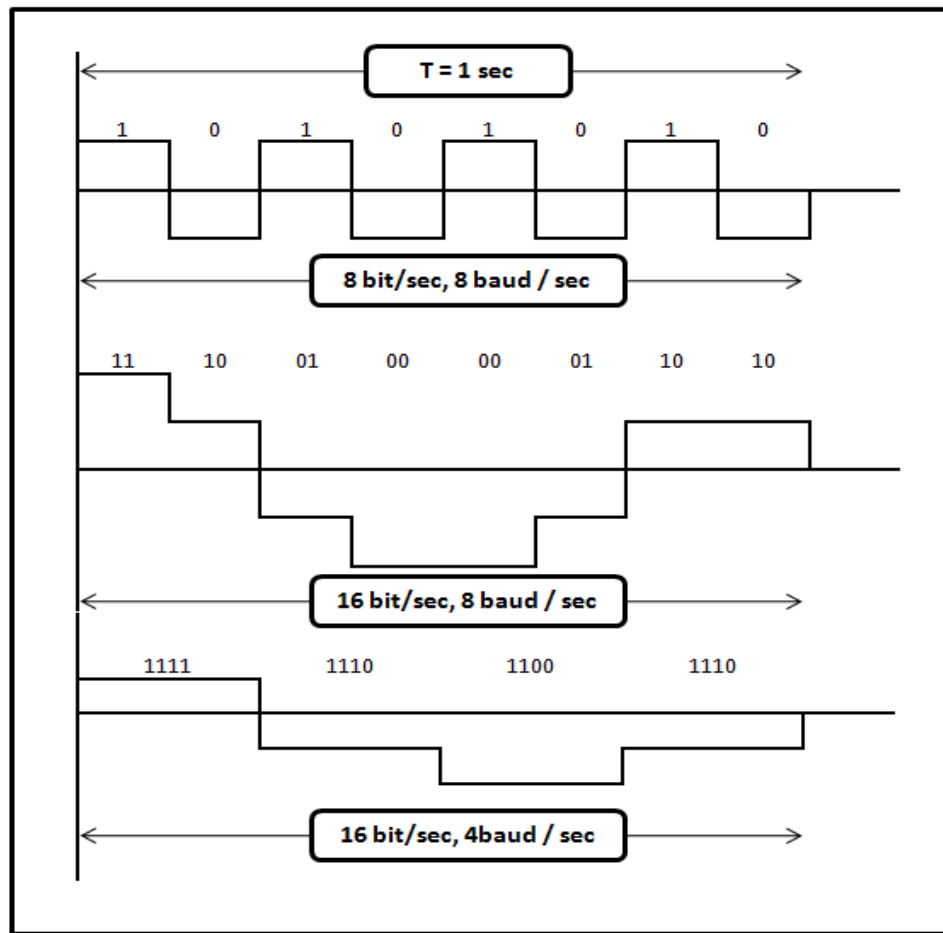 T = 1 sec
1 0 1 0 1 0 1 0
8 bit/sec, 8 baud / sec
11 10 01 00 00 01 10 10
16 bit/sec, 8 baud / sec
1111 1110 1100 1110
16 bit/sec, 4baud / sec